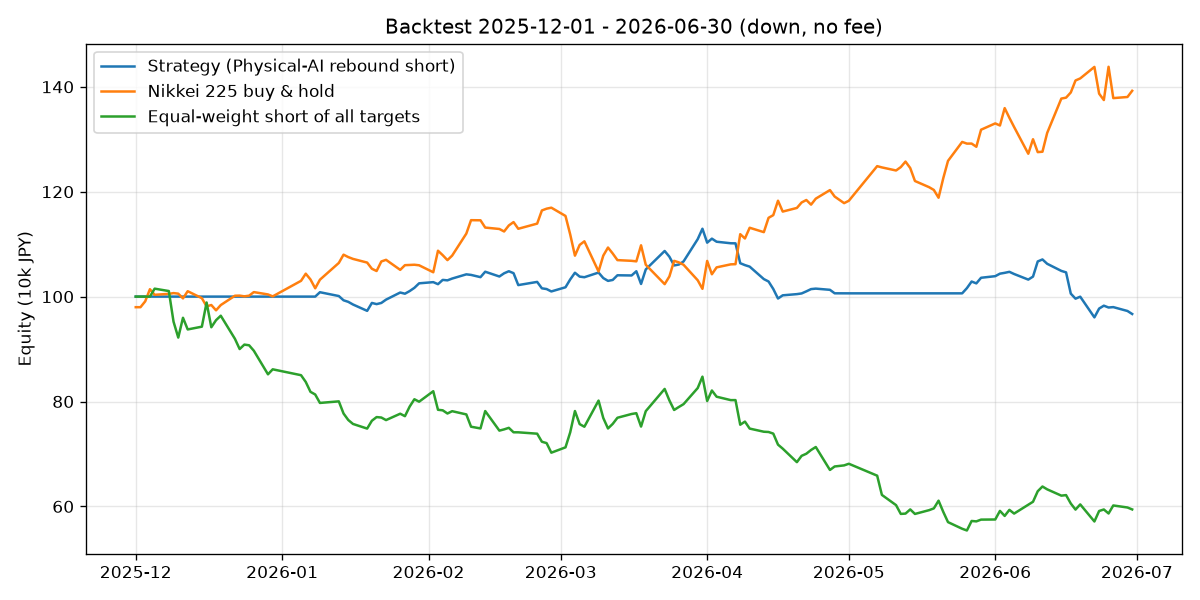 Backtest 2025-12-01 - 2026-06-30 (down, no fee)
Strategy (Physical-AI rebound short)
Nikkei 225 buy & hold
Equal-weight short of all targets
Equity (10k JPY)
140
120
100
80
60
2025-12
2026-01
2026-02
2026-03
2026-04
2026-05
2026-06
2026-07